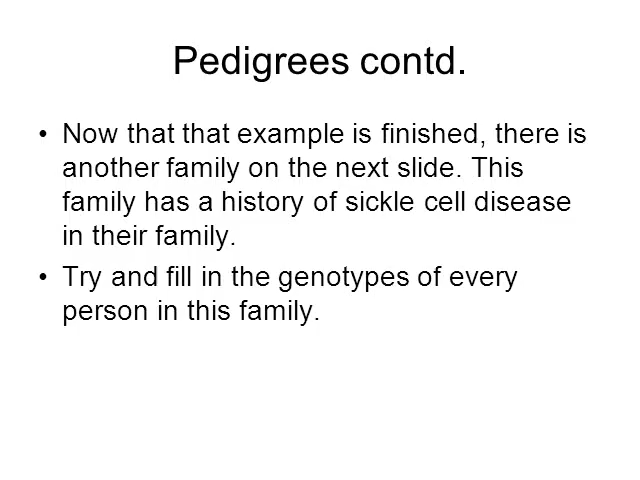 Pedigrees contd.
• Now that that example is finished, there is
another family on the next slide. This
family has a history of sickle cell disease
in their family.
• Try and fill in the genotypes of every
person in this family.